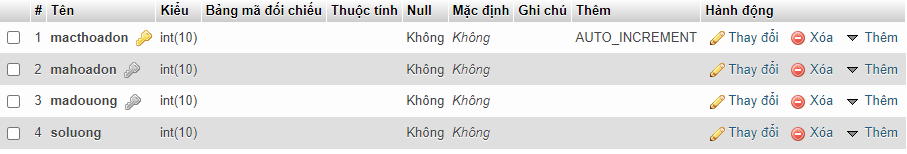 # Tên Kiểu Bảng mã đối chiếu Thuộc tính Null Mặc định Ghi chú Thêm Hành động
1 macthoadon int(10) Không Không AUTO_INCREMENT Thay đổi Xóa Thêm
2 mahoadon int(10) Không Không Thay đổi Xóa Thêm
3 madouong int(10) Không Không Thay đổi Xóa Thêm
4 soluong int(10) Không Không Thay đổi Xóa Thêm